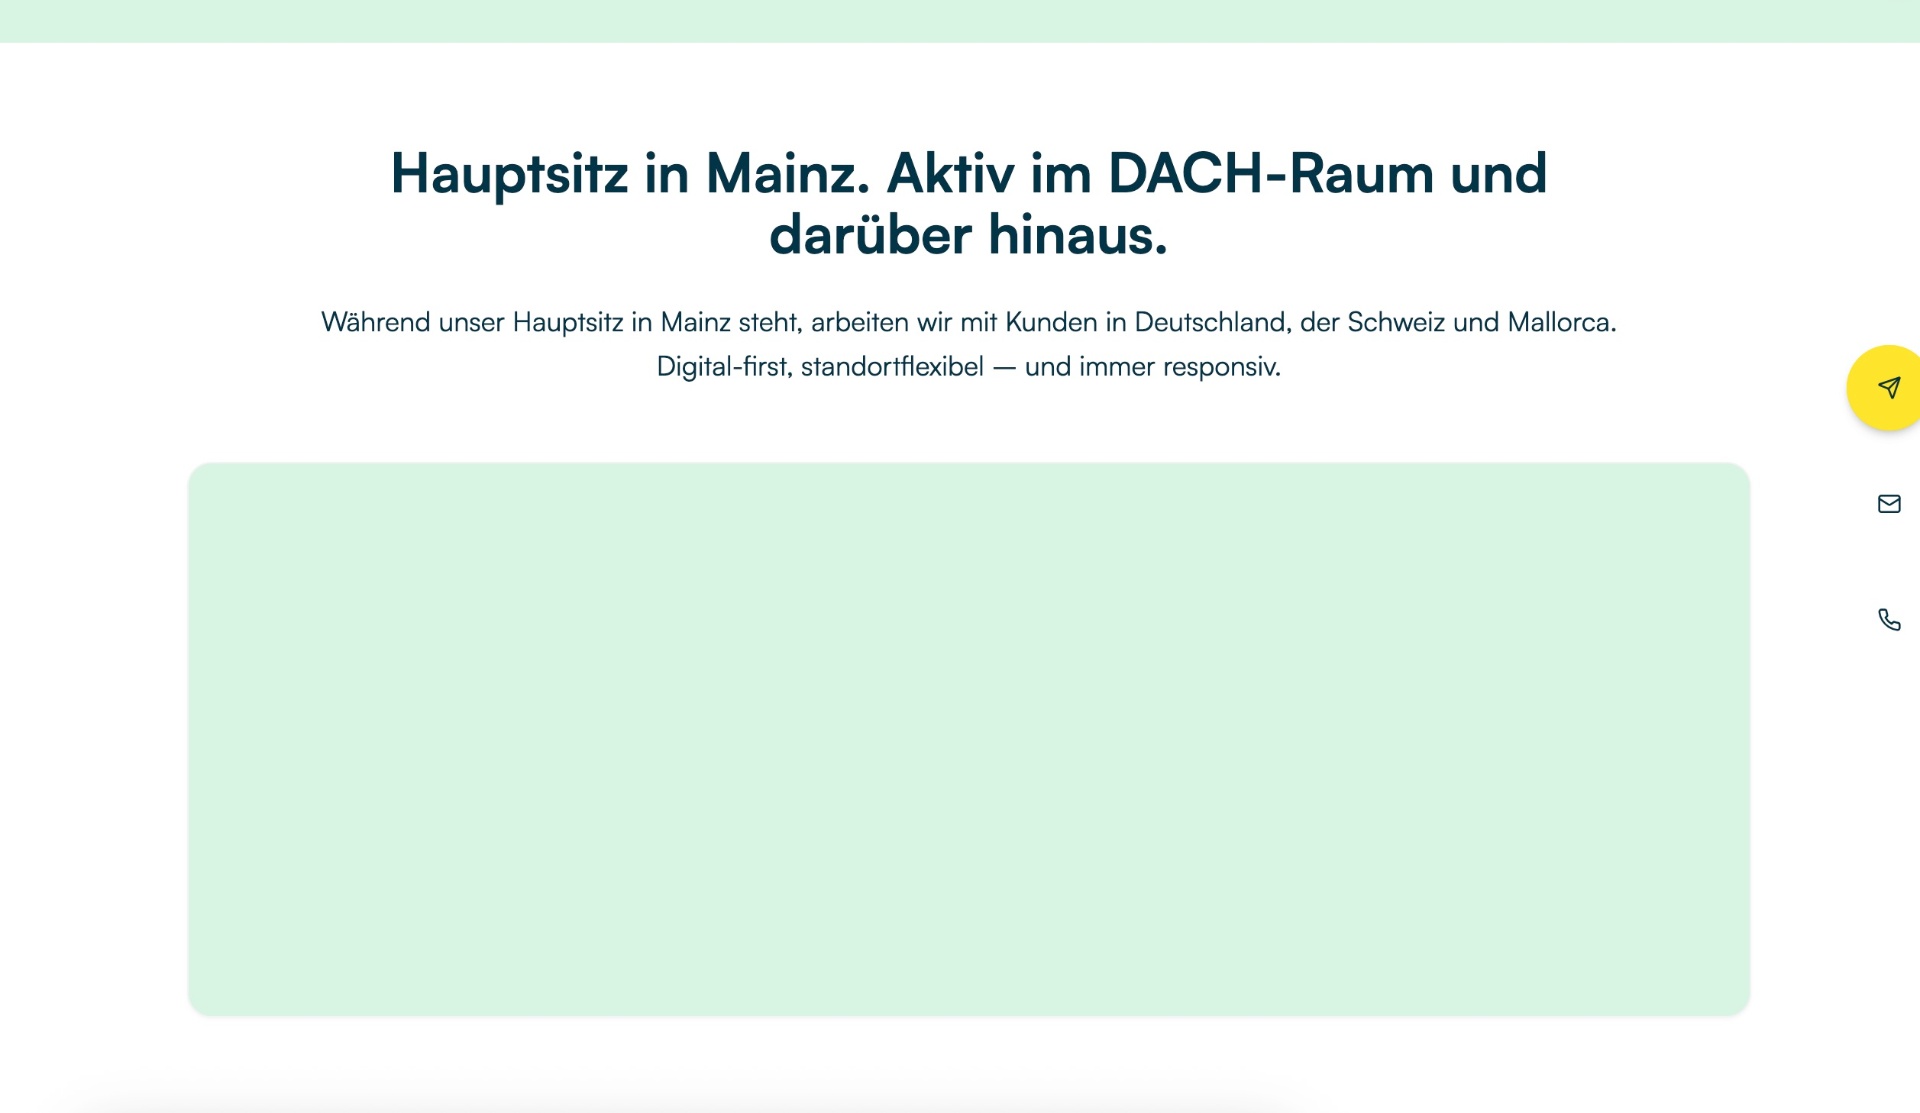 Hauptsitz in Mainz. Aktiv im DACH-Raum und
darüber hinaus.
Während unser Hauptsitz in Mainz steht, arbeiten wir mit Kunden in Deutschland, der Schweiz und Mallorca.
Digital-first, standortflexibel — und immer responsiv.